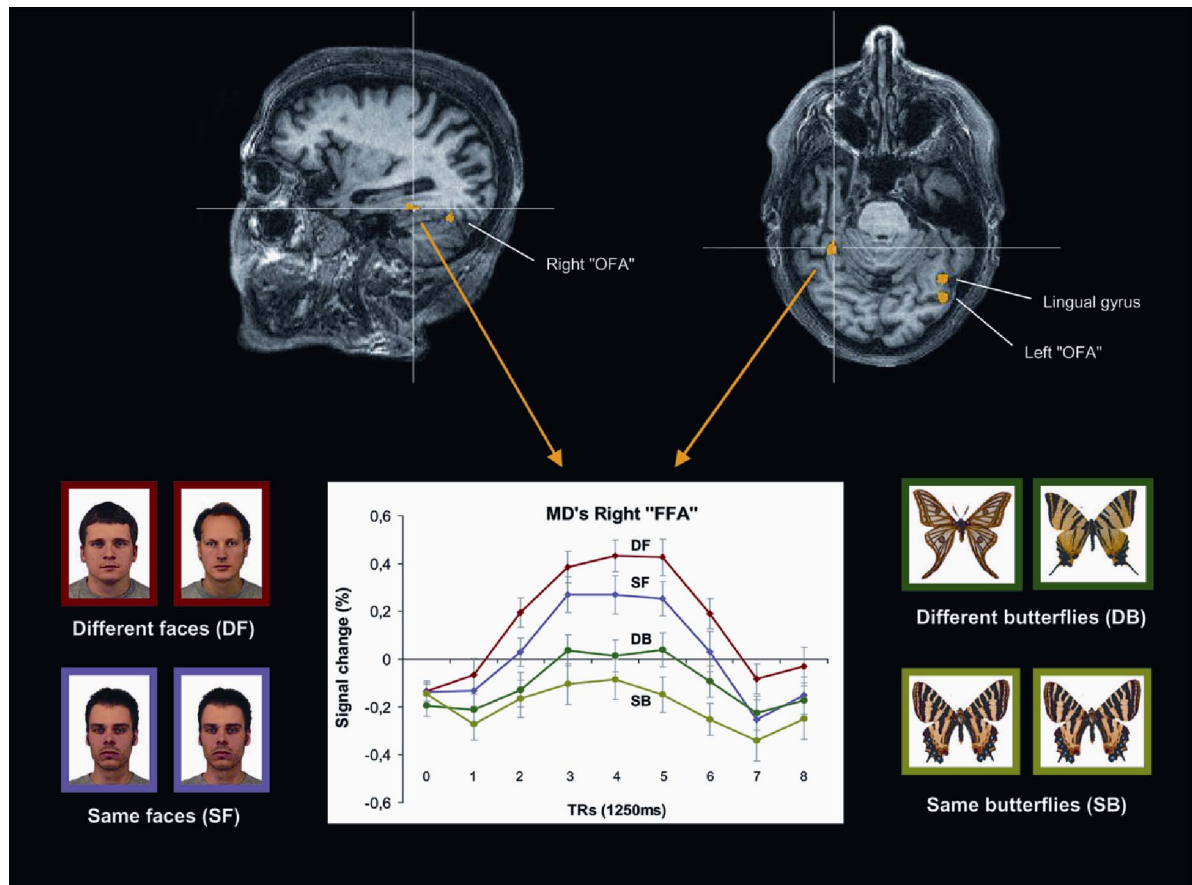 Right "OFA"
Lingual gyrus
Left "OFA"
Different faces (DF)
Same faces (SF)
MD's Right "FFA"
Signal change (%)
0,6
0,4
0,2
0
-0,2
-0,4
-0,6
DF
SF
DB
SB
0 1 2 3 4 5 6 7 8
TRs (1250ms)
Different butterflies (DB)
Same butterflies (SB)